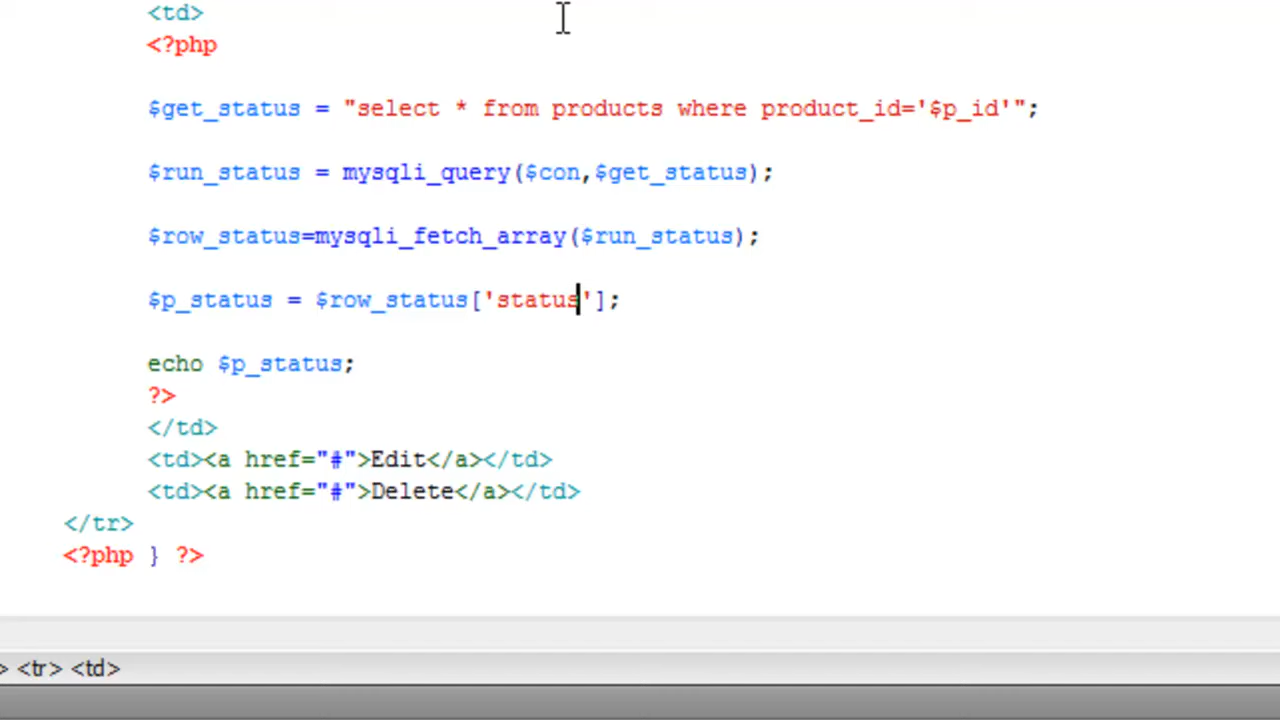 <td>
<?php
$get_status = "select * from products where product_id='$p_id'";
$run_status = mysqli_query($con,$get_status);
$row_status=mysqli_fetch_array($run_status);
$p_status = $row_status['status'];
echo $p_status;
?>
</td>
<td><a href="#">Edit</a></td>
<td><a href="#">Delete</a></td>
</tr>
<?php } ?>
> <tr> <td>